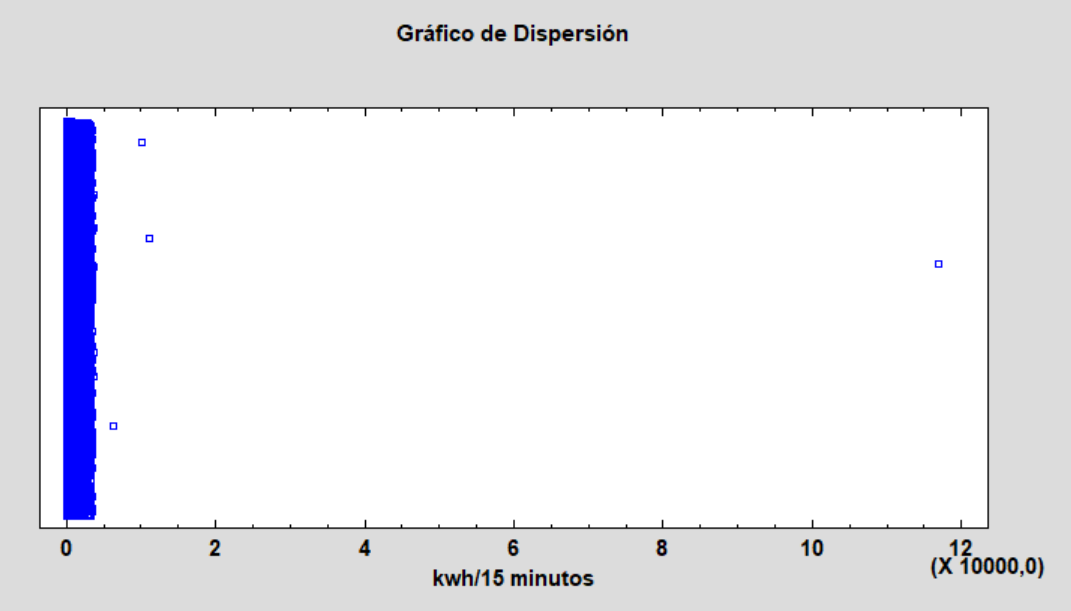 Gráfico de Dispersión
0 2 4 6 8 10 12
(X 10000,0)
kwh/15 minutos